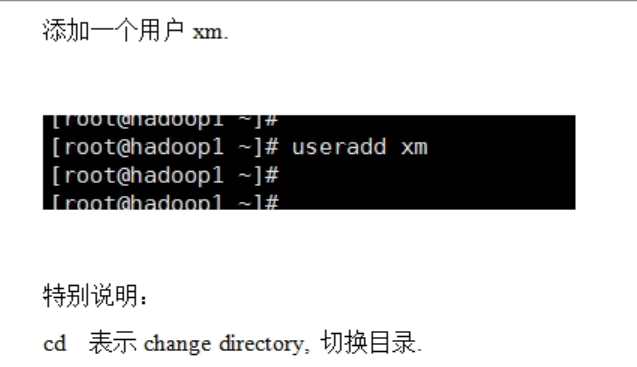 添加一个用户 xm.
[root@hadoop1 ~]#
[root@hadoop1 ~]# useradd xm
[root@hadoop1 ~]#
[root@hadoop1 ~]#
特别说明：
cd 表示 change directory, 切换目录.